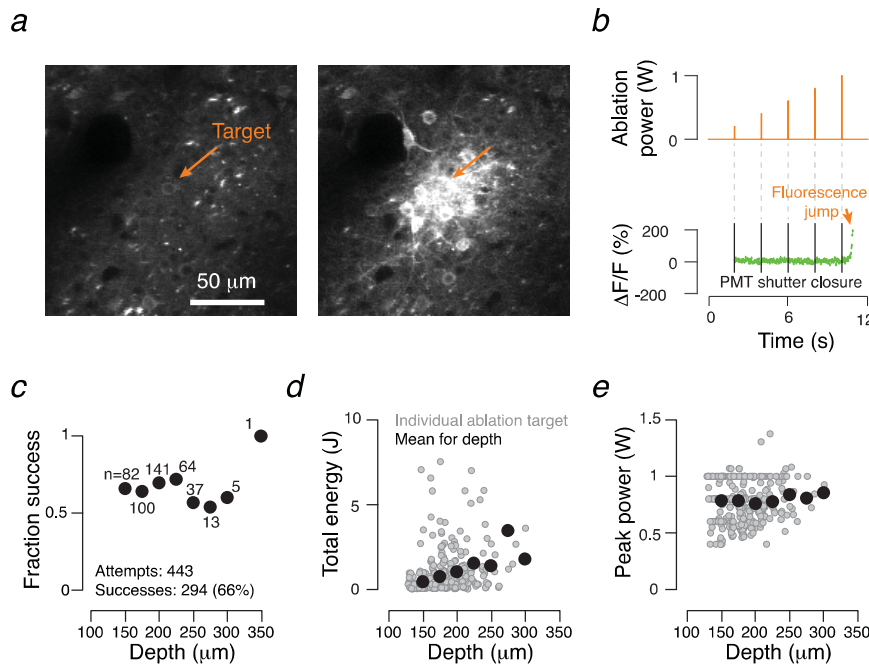 a
Target
50 μm
b
Ablation
power (W)
1
0
Fluorescence
jump
ΔF/F (%)
200
0
-200
PMT shutter closure
0
6
12
Time (s)
c
Fraction success
1
0.5
0
n=82
100
141
64
37
13
5
1
Attempts: 443
Successes: 294 (66%)
100 150 200 250 300 350
Depth (μm)
d
Total energy (J)
10
5
0
Individual ablation target
Mean for depth
100 150 200 250 300 350
Depth (μm)
e
Peak power (W)
1.5
1
0.5
0
100 150 200 250 300 350
Depth (μm)